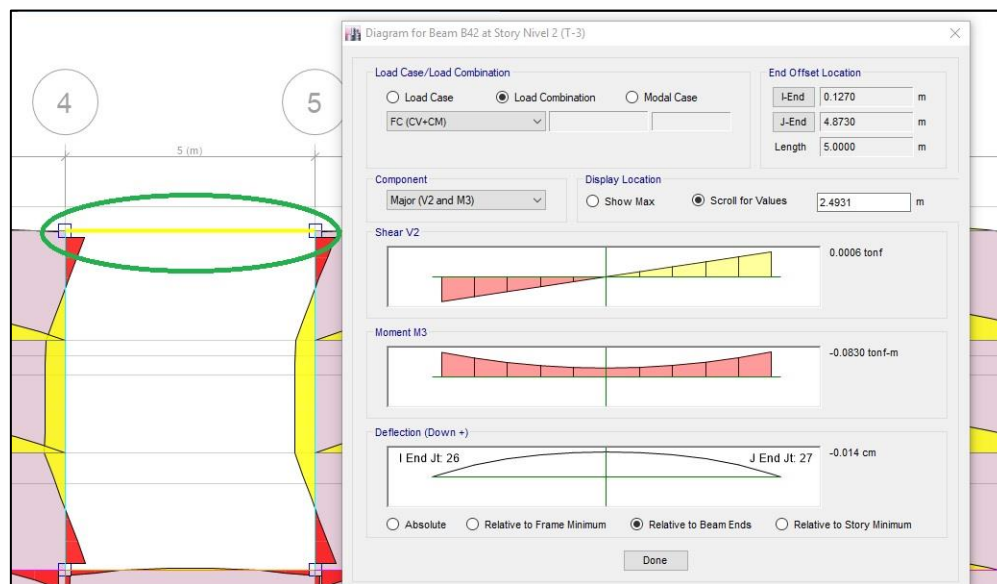 4
5
5 (m)
Diagram for Beam B42 at Story Nivel 2 (T-3)
Load Case/Load Combination
Load Case
Load Combination
Modal Case
FC (CV+CM)
End Offset Location
I-End 0.1270 m
J-End 4.8730 m
Length 5.0000 m
Component
Major (V2 and M3)
Display Location
Show Max
Scroll for Values
2.4931 m
Shear V2
0.0006 tonf
Moment M3
-0.0830 tonf-m
Deflection (Down +)
I End Jt: 26
J End Jt: 27
-0.014 cm
Absolute
Relative to Frame Minimum
Relative to Beam Ends
Relative to Story Minimum
Done